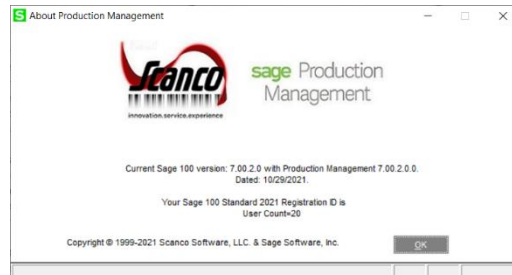 S About Production Management
Scanco
innovation.service.experience
sage Production
Management
Current Sage 100 version: 7.00.2.0 with Production Management 7.00.2.0.0.
Dated: 10/29/2021.
Your Sage 100 Standard 2021 Registration ID is
User Count=20
Copyright © 1999-2021 Scanco Software, LLC. & Sage Software, Inc.
OK